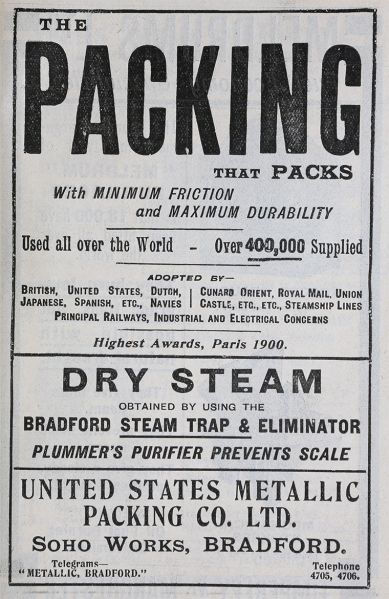 THE
PACKING
THAT PACKS
With MINIMUM FRICTION
and MAXIMUM DURABILITY
Used all over the World - Over 400,000 Supplied
ADOPTED BY—
BRITISH, UNITED STATES, DUTCH,
JAPANESE, SPANISH, ETC., NAVIES
CUNARD ORIENT, ROYAL MAIL, UNION
CASTLE, ETC., ETC., STEAMSHIP LINES
PRINCIPAL RAILWAYS, INDUSTRIAL AND ELECTRICAL CONCERNS
Highest Awards, Paris 1900.
DRY STEAM
OBTAINED BY USING THE
BRADFORD STEAM TRAP & ELIMINATOR
PLUMMER'S PURIFIER PREVENTS SCALE
UNITED STATES METALLIC
PACKING CO. LTD.
SOHO WORKS, BRADFORD.
Telegrams—
"METALLIC, BRADFORD."
Telephone
4705, 4706.